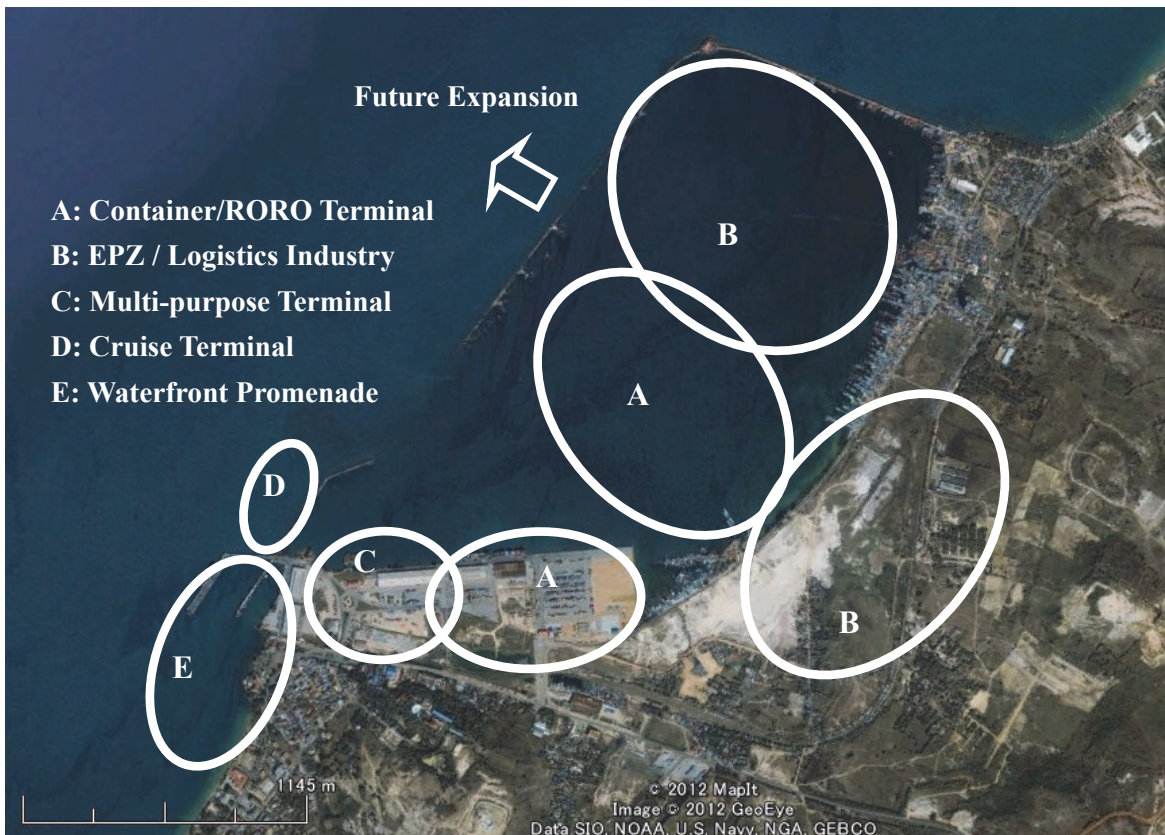 Future Expansion
A: Container/RORO Terminal
B: EPZ / Logistics Industry
C: Multi-purpose Terminal
D: Cruise Terminal
E: Waterfront Promenade
B
A
D
C
A
B
E
1145 m
© 2012 MapIt
Image © 2012 GeoEye
Data SIO, NOAA, U.S. Navy, NGA, GEBCO